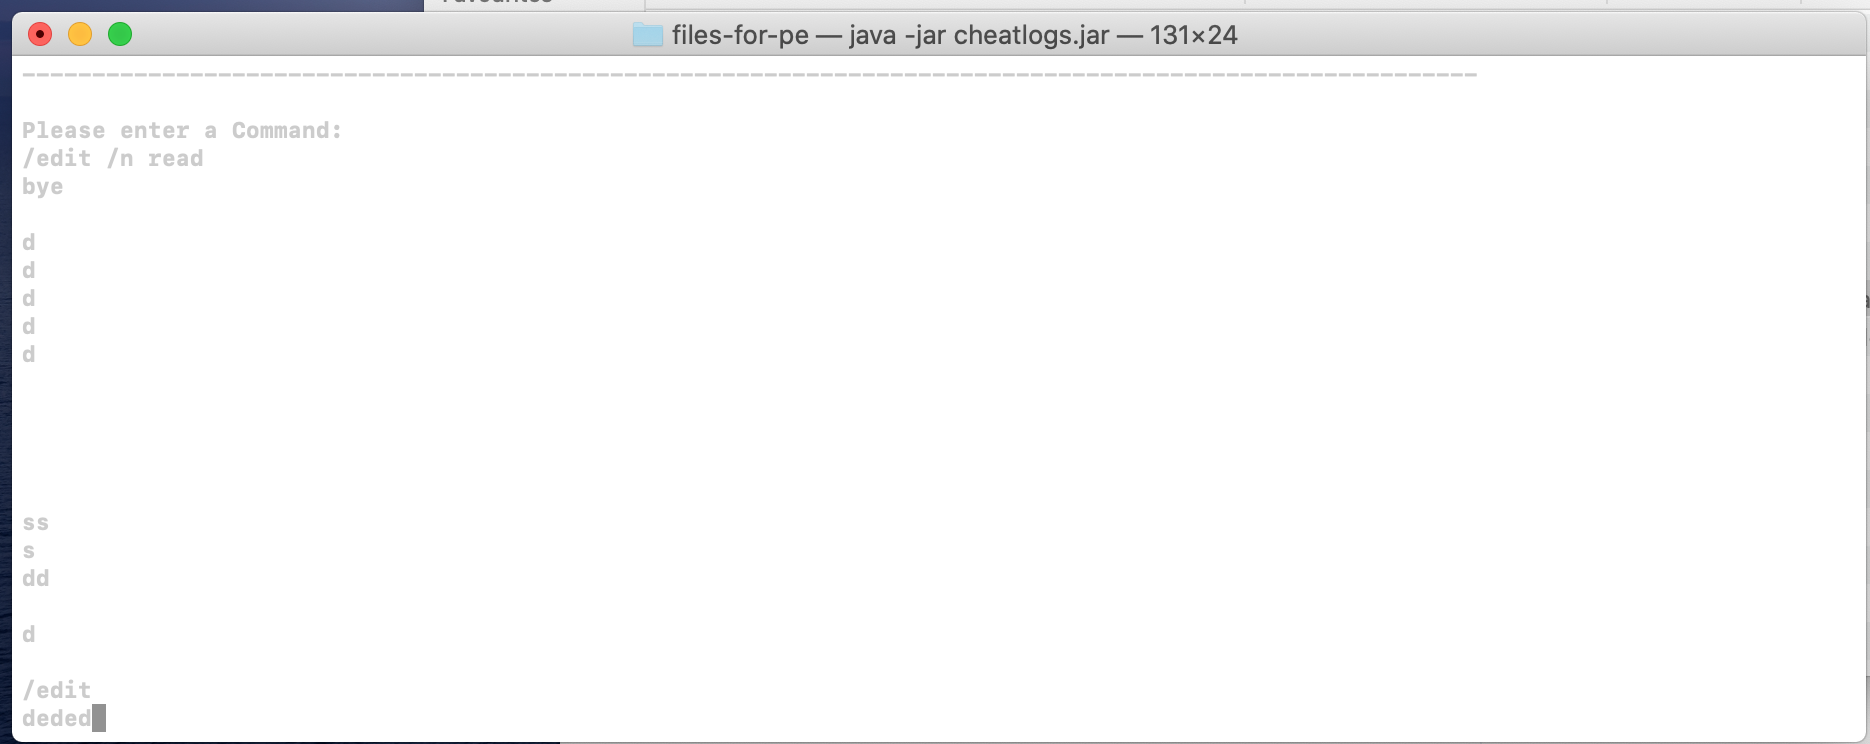 files-for-pe — java -jar cheatlogs.jar — 131×24
--------------------------------------------------------------------------------------------------------
Please enter a Command:
/edit /n read
bye
d
d
d
d
d
ss
s
dd
d
/edit
deded